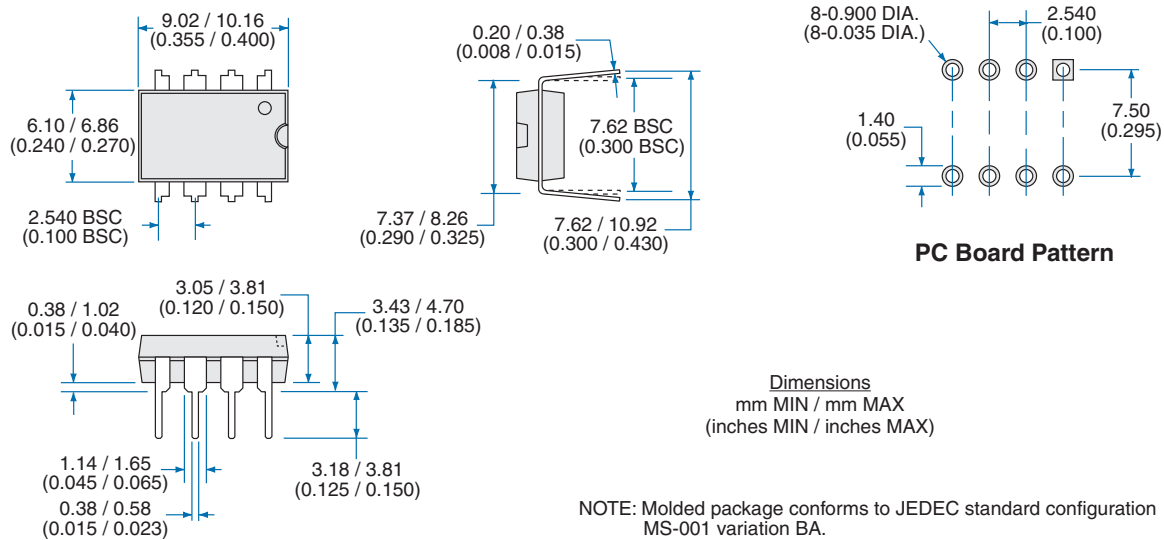 9.02 / 10.16
(0.355 / 0.400)
6.10 / 6.86
(0.240 / 0.270)
2.540 BSC
(0.100 BSC)
0.20 / 0.38
(0.008 / 0.015)
7.62 BSC
(0.300 BSC)
7.37 / 8.26
(0.290 / 0.325)
7.62 / 10.92
(0.300 / 0.430)
8-0.900 DIA.
(8-0.035 DIA.)
2.540
(0.100)
1.40
(0.055)
7.50
(0.295)
PC Board Pattern
0.38 / 1.02
(0.015 / 0.040)
3.05 / 3.81
(0.120 / 0.150)
3.43 / 4.70
(0.135 / 0.185)
1.14 / 1.65
(0.045 / 0.065)
0.38 / 0.58
(0.015 / 0.023)
3.18 / 3.81
(0.125 / 0.150)
Dimensions
mm MIN / mm MAX
(inches MIN / inches MAX)
NOTE: Molded package conforms to JEDEC standard configuration
MS-001 variation BA.